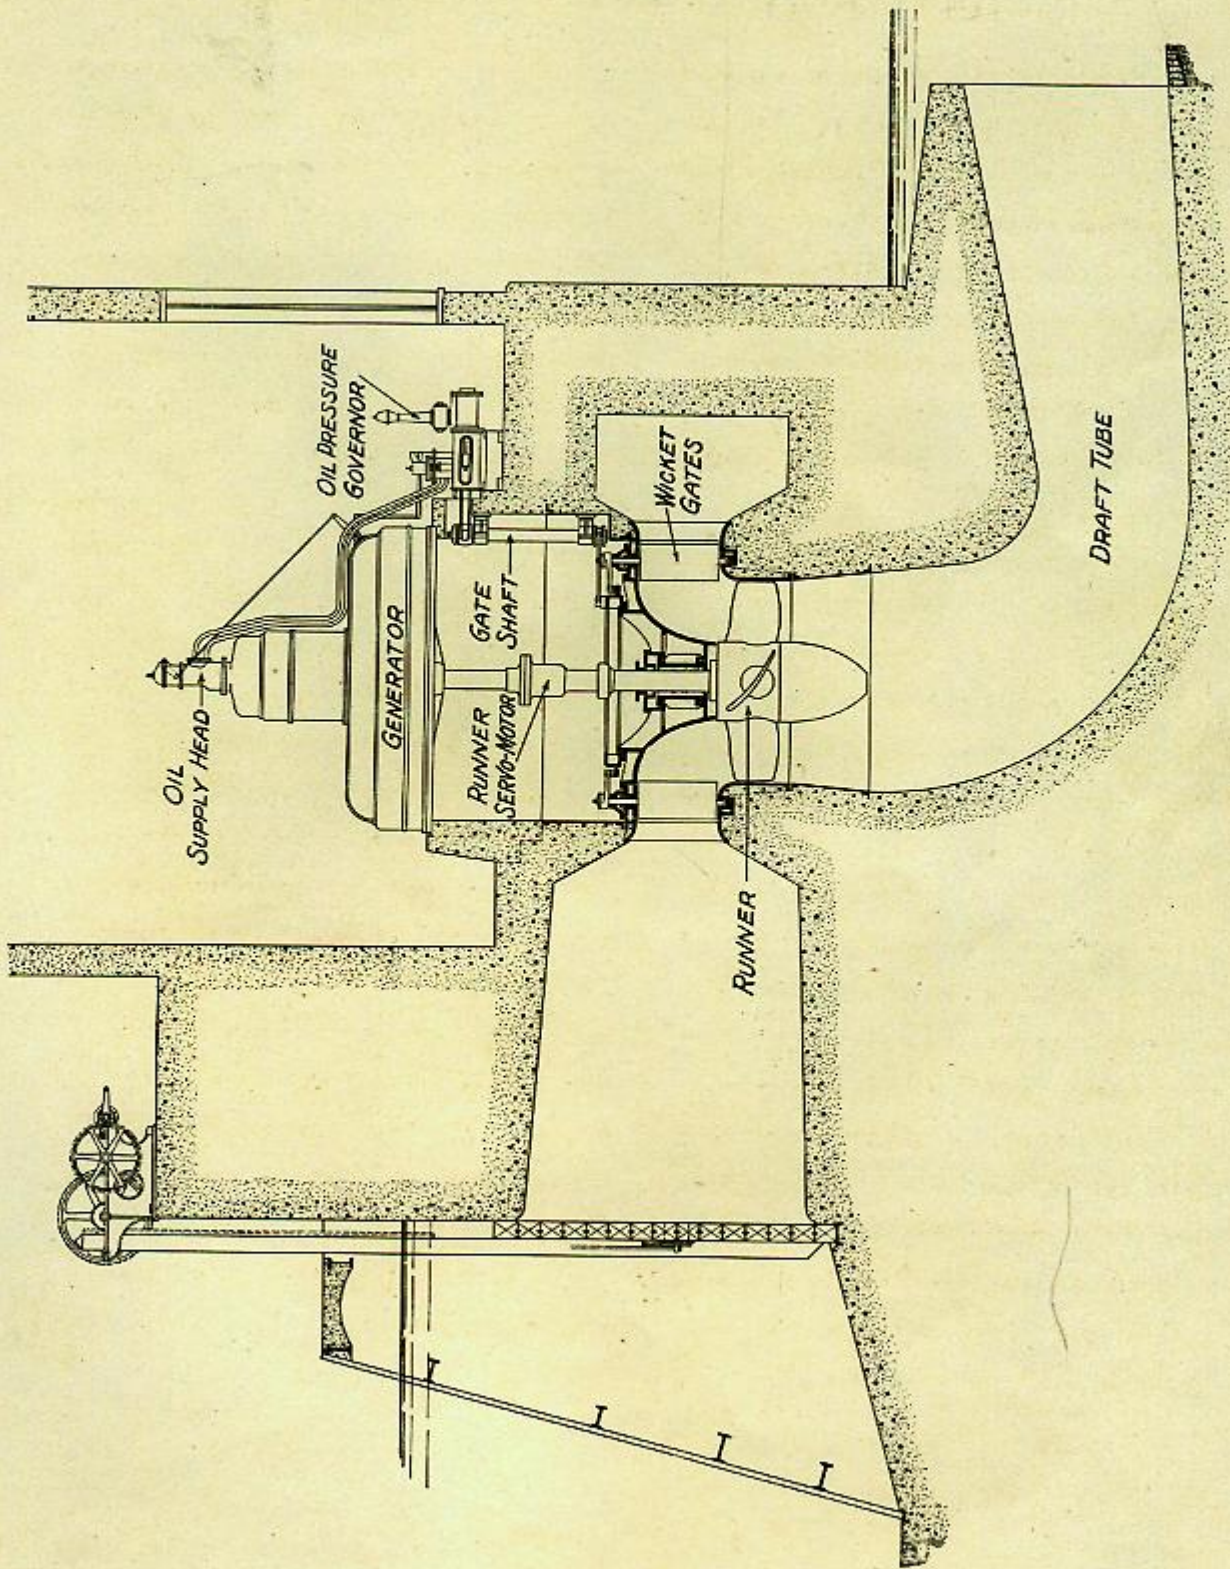 OIL
SUPPLY HEAD
OIL PRESSURE
GOVERNOR
GENERATOR
RUNNER
SERVO-MOTOR
GATE
SHAFT
WICKET
GATES
RUNNER
DRAFT TUBE